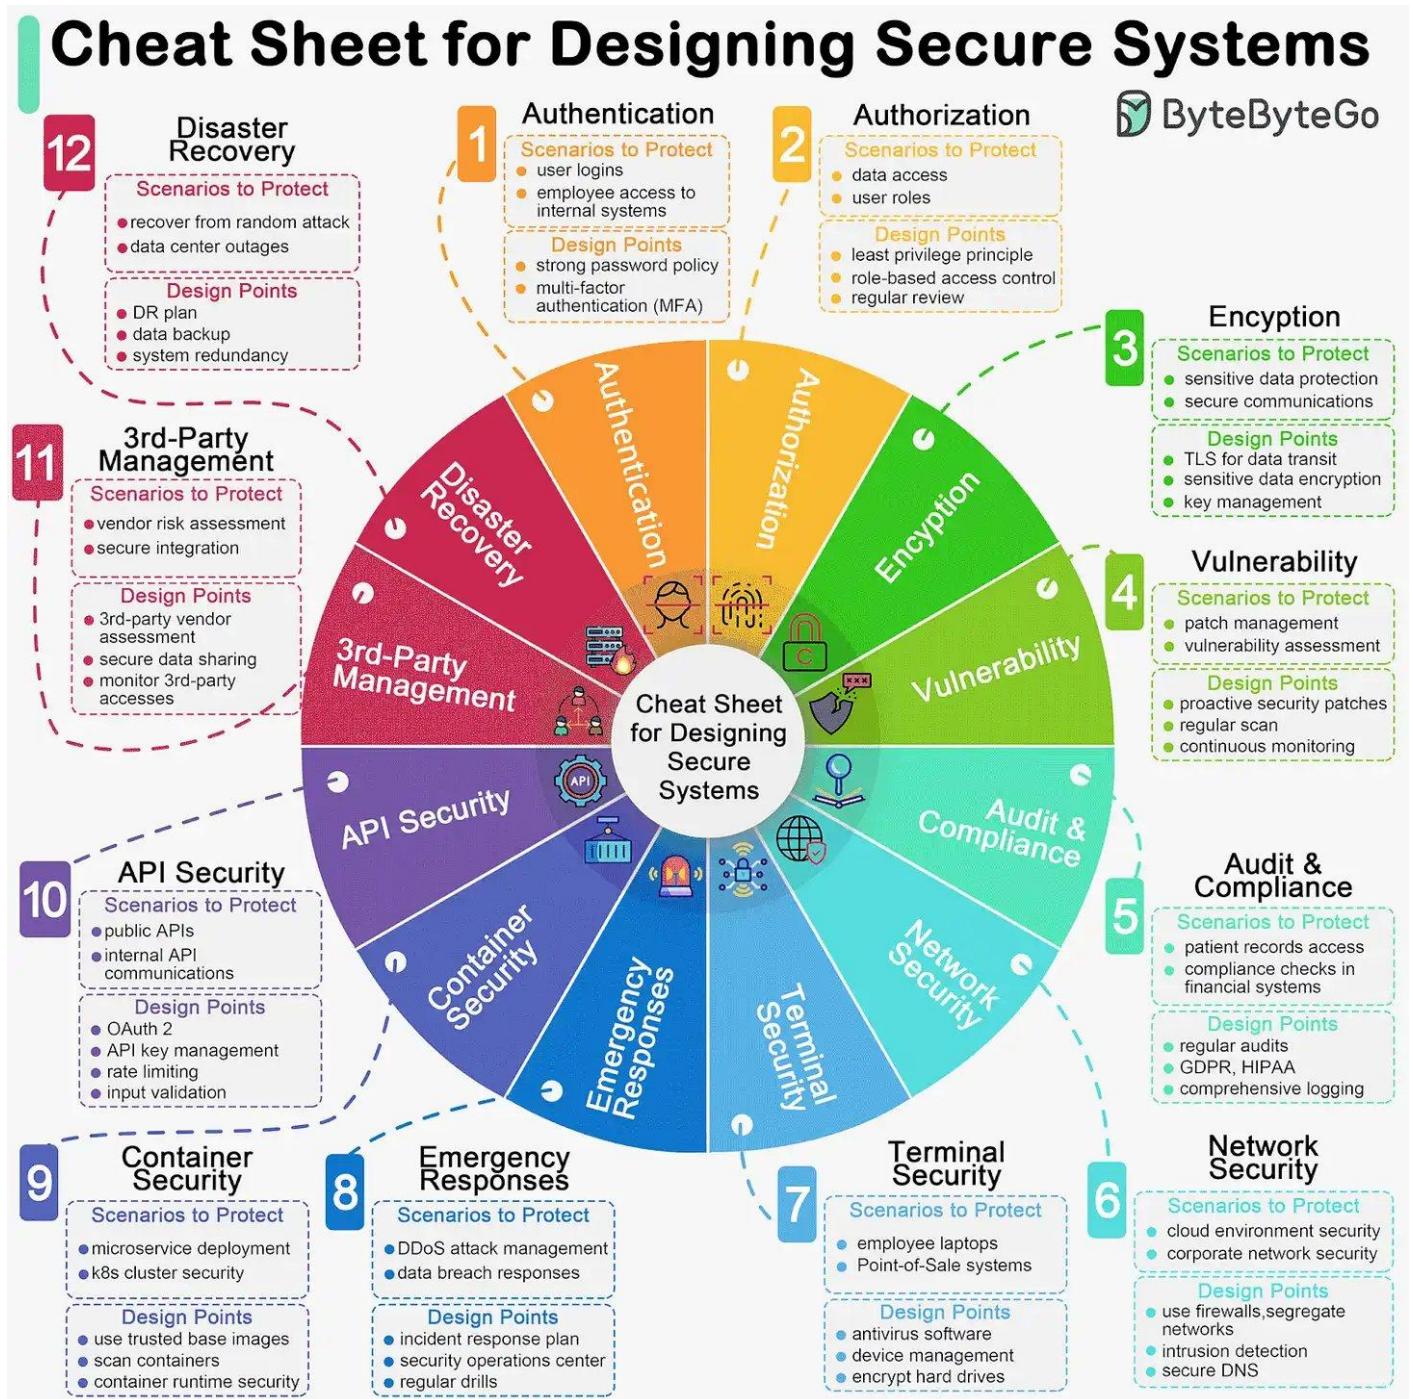 Cheat Sheet for Designing Secure Systems
ByteByteGo
12
Disaster
Recovery
Scenarios to Protect
recover from random attack
data center outages
Design Points
DR plan
data backup
system redundancy
1
Authentication
Scenarios to Protect
user logins
employee access to
internal systems
Design Points
strong password policy
multi-factor
authentication (MFA)
2
Authorization
Scenarios to Protect
data access
user roles
Design Points
least privilege principle
role-based access control
regular review
3
Encyption
Scenarios to Protect
sensitive data protection
secure communications
Design Points
TLS for data transit
sensitive data encryption
key management
4
Vulnerability
Scenarios to Protect
patch management
vulnerability assessment
Design Points
proactive security patches
regular scan
continuous monitoring
5
Audit &
Compliance
Scenarios to Protect
patient records access
compliance checks in
financial systems
Design Points
regular audits
GDPR, HIPAA
comprehensive logging
6
Network
Security
Scenarios to Protect
cloud environment security
corporate network security
Design Points
use firewalls,segregate
networks
intrusion detection
secure DNS
7
Terminal
Security
Scenarios to Protect
employee laptops
Point-of-Sale systems
Design Points
antivirus software
device management
encrypt hard drives
8
Emergency
Responses
Scenarios to Protect
DDoS attack management
data breach responses
Design Points
incident response plan
security operations center
regular drills
9
Container
Security
Scenarios to Protect
microservice deployment
k8s cluster security
Design Points
use trusted base images
scan containers
container runtime security
10
API Security
Scenarios to Protect
public APIs
internal API
communications
Design Points
OAuth 2
API key management
rate limiting
input validation
11
3rd-Party
Management
Scenarios to Protect
vendor risk assessment
secure integration
Design Points
3rd-party vendor
assessment
secure data sharing
monitor 3rd-party
accesses
Authentication
Authorization
Encyption
Vulnerability
Audit &
Compliance
Network
Security
Terminal
Security
Emergency
Responses
Container
Security
API Security
3rd-Party
Management
Disaster
Recovery
C
xxx
API
Cheat Sheet
for Designing
Secure
Systems